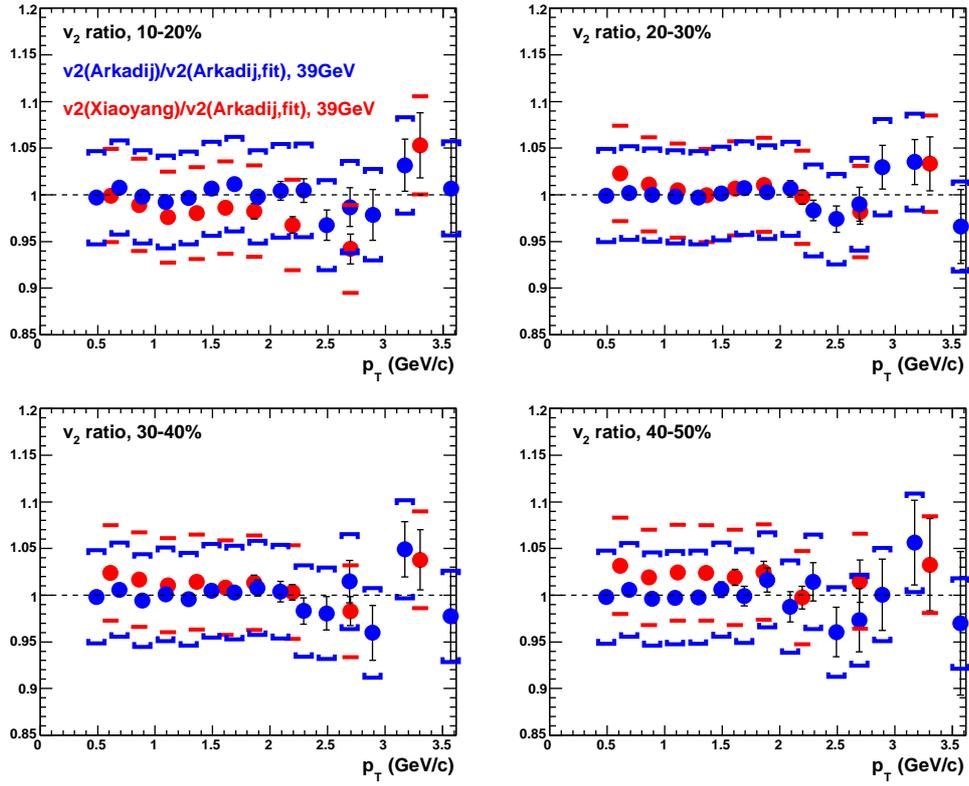 v2 ratio, 10-20%
v2(Arkadij)/v2(Arkadij,fit), 39GeV
v2(Xiaoyang)/v2(Arkadij,fit), 39GeV
1.2
1.15
1.1
1.05
1
0.95
0.9
0.85
0 0.5 1 1.5 2 2.5 3 3.5
pT (GeV/c)
v2 ratio, 20-30%
1.2
1.15
1.1
1.05
1
0.95
0.9
0.85
0 0.5 1 1.5 2 2.5 3 3.5
pT (GeV/c)
v2 ratio, 30-40%
1.2
1.15
1.1
1.05
1
0.95
0.9
0.85
0 0.5 1 1.5 2 2.5 3 3.5
pT (GeV/c)
v2 ratio, 40-50%
1.2
1.15
1.1
1.05
1
0.95
0.9
0.85
0 0.5 1 1.5 2 2.5 3 3.5
pT (GeV/c)